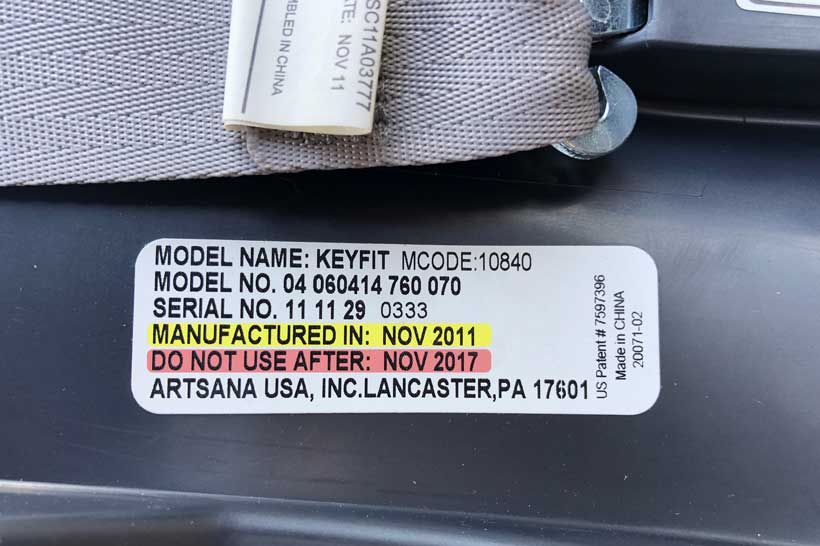 SC11A03777
DATE: NOV 11
ASSEMBLED IN CHINA
MODEL NAME: KEYFIT MCODE:10840
MODEL NO. 04 060414 760 070
SERIAL NO. 11 11 29 0333
MANUFACTURED IN: NOV 2011
DO NOT USE AFTER: NOV 2017
ARTSANA USA, INC.LANCASTER,PA 17601
US Patent # 7597396
Made in CHINA
20071-02